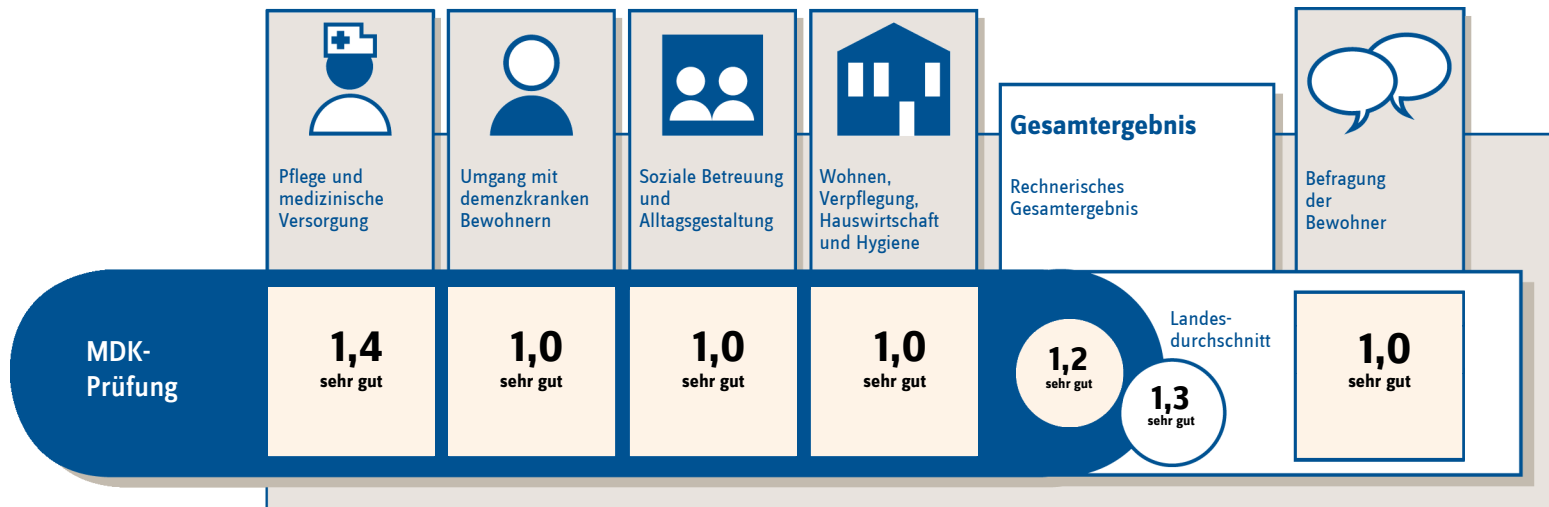 Pflege und
medizinische
Versorgung
Umgang mit
demenzkranken
Bewohnern
Soziale Betreuung
und
Alltagsgestaltung
Wohnen,
Verpflegung,
Hauswirtschaft
und Hygiene
Gesamtergebnis
Rechnerisches
Gesamtergebnis
Befragung
der
Bewohner
MDK-
Prüfung
1,4
sehr gut
1,0
sehr gut
1,0
sehr gut
1,0
sehr gut
1,2
sehr gut
Landes-
durchschnitt
1,3
sehr gut
1,0
sehr gut